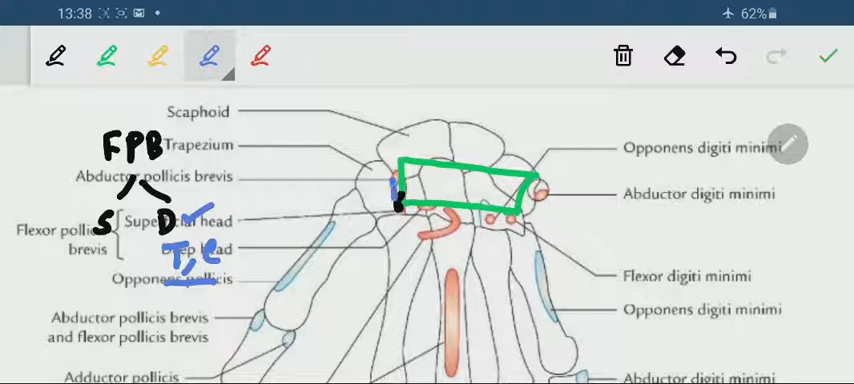 13:38
62%
Scaphoid
FPB
Trapezium
Opponens digiti minimi
Abductor pollicis brevis
Abductor digiti minimi
S D
Superficial head
Flexor pollicis
brevis
Deep head
T, C
Opponens pollicis
Flexor digiti minimi
Opponens digiti minimi
Abductor pollicis brevis
and flexor pollicis brevis
Adductor pollicis
Abductor digiti minimi